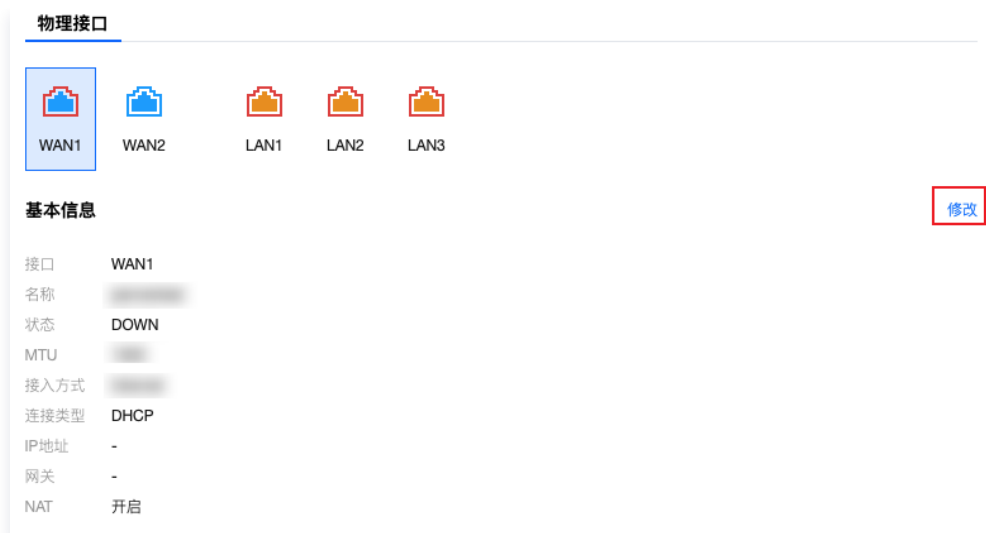 物理接口
WAN1 WAN2 LAN1 LAN2 LAN3
基本信息 修改
接口 WAN1
名称
状态 DOWN
MTU
接入方式
连接类型 DHCP
IP地址 -
网关 -
NAT 开启